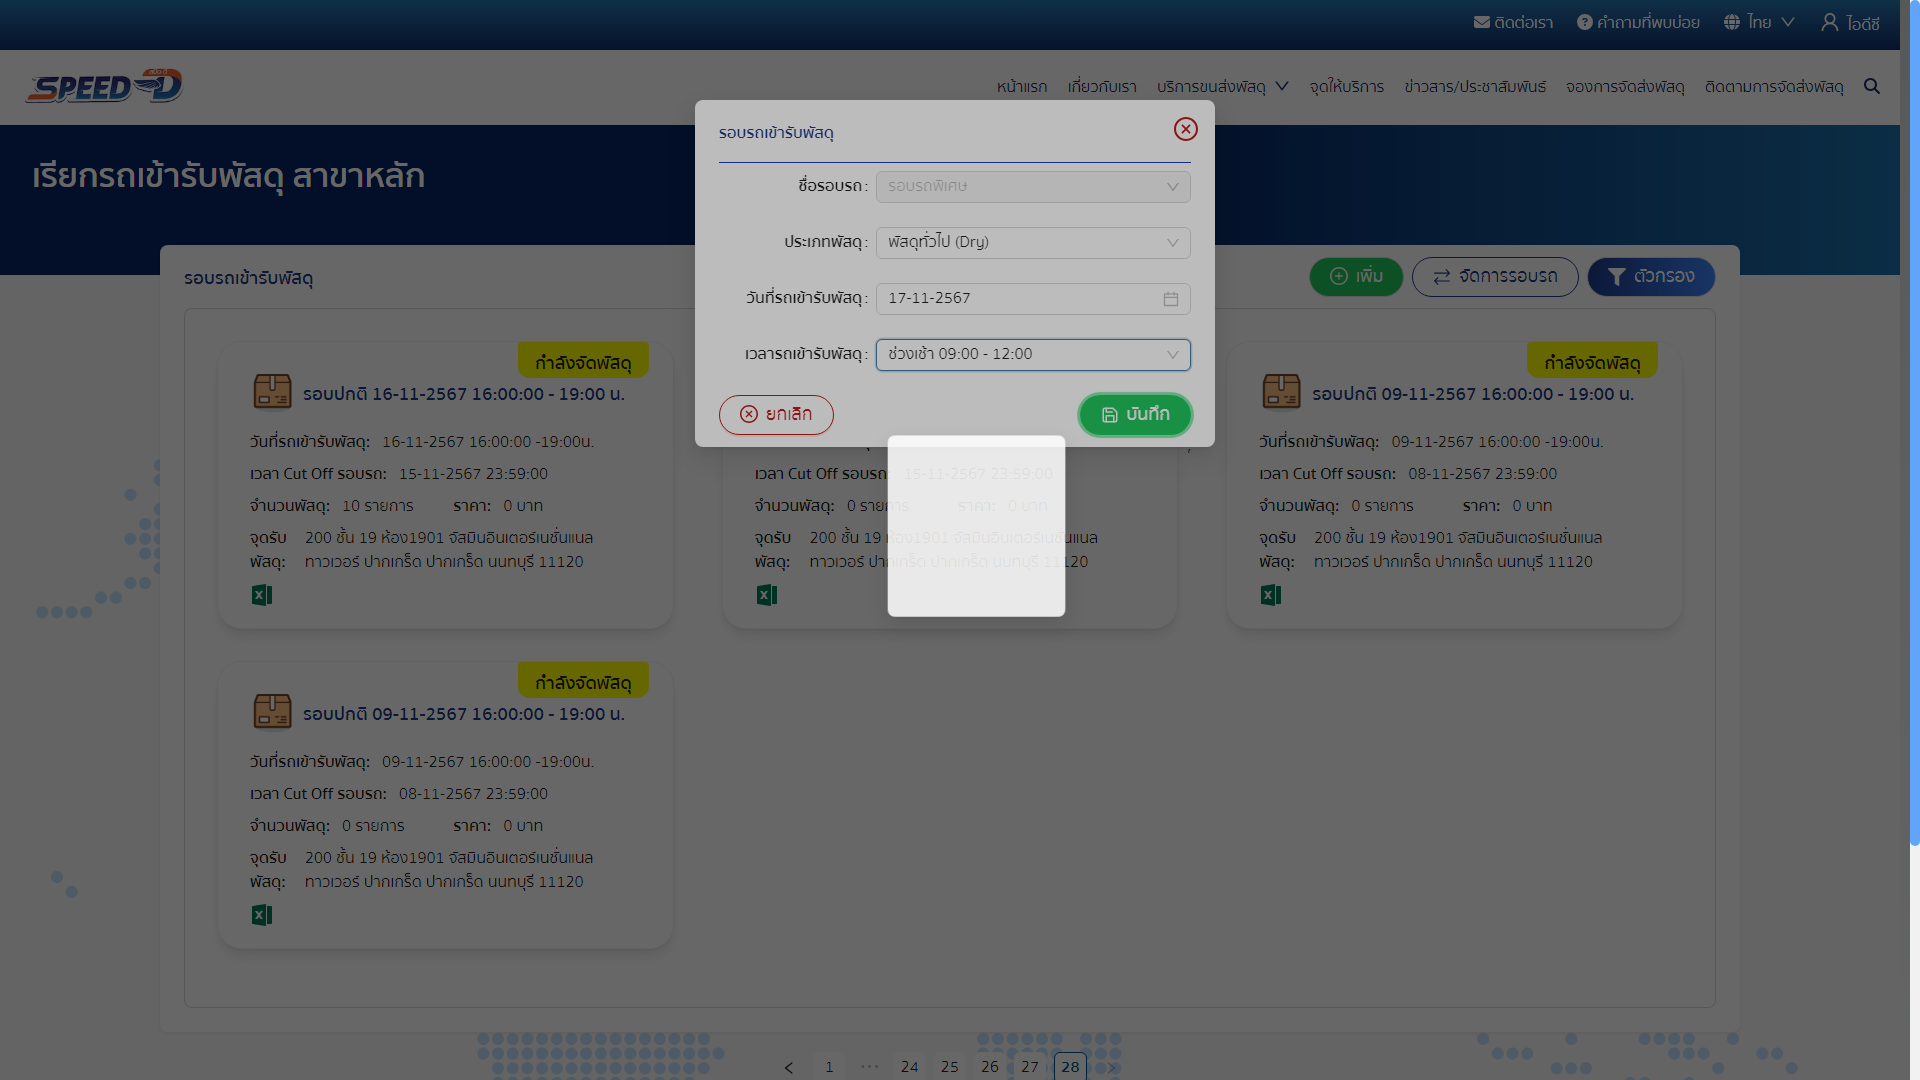 ติดต่อเรา คำถามที่พบบ่อย ไทย ไอดีซี
SPEED-D
หน้าแรก เกี่ยวกับเรา บริการขนส่งพัสดุ จุดให้บริการ ข่าวสาร/ประชาสัมพันธ์ จองการจัดส่งพัสดุ ติดตามการจัดส่งพัสดุ
เรียกรถเข้ารับพัสดุ สาขาหลัก
รอบรถเข้ารับพัสดุ
ชื่อรอบรถ : รอบรถพิเศษ
ประเภทพัสดุ : พัสดุทั่วไป (Dry)
วันที่รถเข้ารับพัสดุ : 17-11-2567
เวลารถเข้ารับพัสดุ : ช่วงเช้า 09:00 - 12:00
ยกเลิก บันทึก
รอบรถเข้ารับพัสดุ
เพิ่ม จัดการรอบรถ ตัวกรอง
กำลังจัดพัสดุ
รอบปกติ 16-11-2567 16:00:00 - 19:00 น.
วันที่รถเข้ารับพัสดุ: 16-11-2567 16:00:00 -19:00น.
เวลา Cut Off รอบรถ: 15-11-2567 23:59:00
จำนวนพัสดุ: 10 รายการ ราคา: 0 บาท
จุดรับ 200 ชั้น 19 ห้อง1901 จัสมินอินเตอร์เนชั่นแนล
พัสดุ: ทาวเวอร์ ปากเกร็ด ปากเกร็ด นนทบุรี 11120
เวลา Cut Off รอบรถ: 15-11-2567 23:59:00
จำนวนพัสดุ: 0 รายการ ราคา: 0 บาท
จุดรับ 200 ชั้น 19 ห้อง1901 จัสมินอินเตอร์เนชั่นแนล
พัสดุ: ทาวเวอร์ ปากเกร็ด ปากเกร็ด นนทบุรี 11120
กำลังจัดพัสดุ
รอบปกติ 09-11-2567 16:00:00 - 19:00 น.
วันที่รถเข้ารับพัสดุ: 09-11-2567 16:00:00 -19:00น.
เวลา Cut Off รอบรถ: 08-11-2567 23:59:00
จำนวนพัสดุ: 0 รายการ ราคา: 0 บาท
จุดรับ 200 ชั้น 19 ห้อง1901 จัสมินอินเตอร์เนชั่นแนล
พัสดุ: ทาวเวอร์ ปากเกร็ด ปากเกร็ด นนทบุรี 11120
กำลังจัดพัสดุ
รอบปกติ 09-11-2567 16:00:00 - 19:00 น.
วันที่รถเข้ารับพัสดุ: 09-11-2567 16:00:00 -19:00น.
เวลา Cut Off รอบรถ: 08-11-2567 23:59:00
จำนวนพัสดุ: 0 รายการ ราคา: 0 บาท
จุดรับ 200 ชั้น 19 ห้อง1901 จัสมินอินเตอร์เนชั่นแนล
พัสดุ: ทาวเวอร์ ปากเกร็ด ปากเกร็ด นนทบุรี 11120
1 ••• 24 25 26 27 28